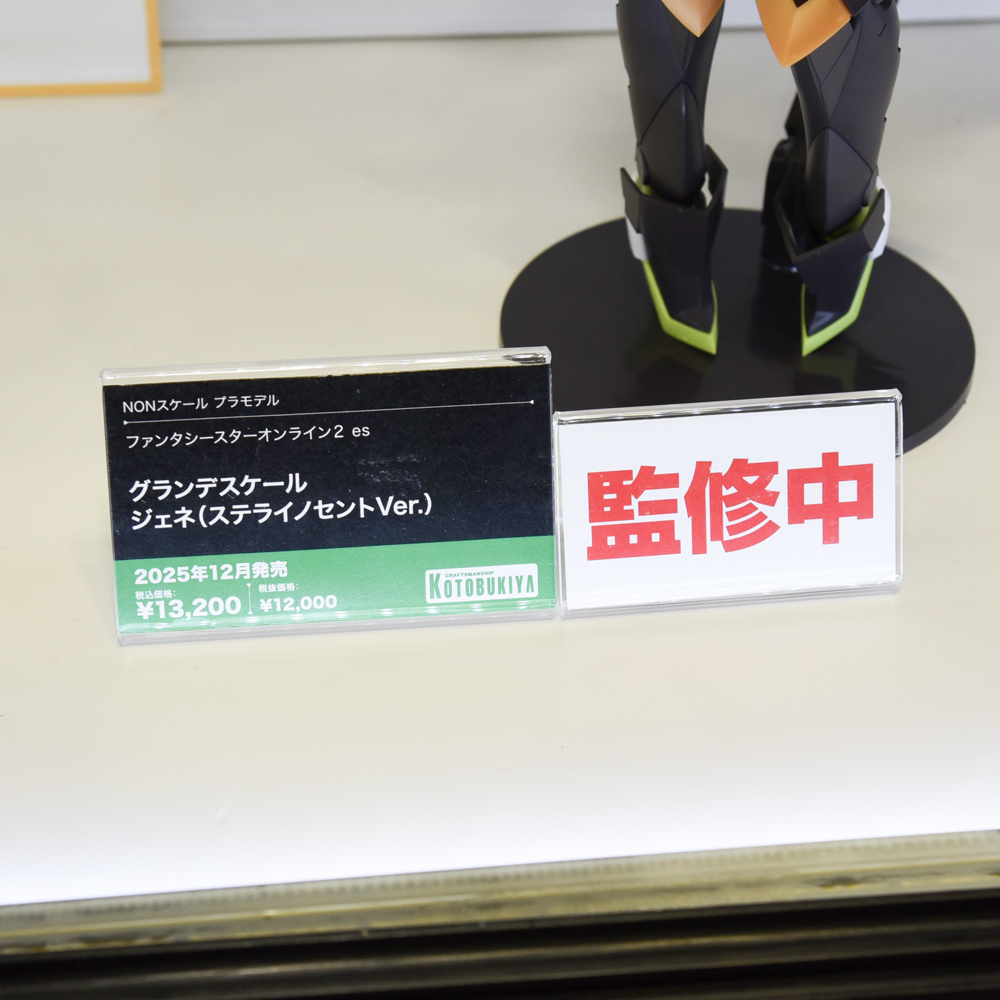 NONスケール プラモデル
ファンタシースターオンライン2 es
グランデスケール
ジェネ(ステライノセントVer.)
2025年12月発売
税込価格:
¥13,200
税抜価格:
¥12,000
CRAFTSMANSHIP
KOTOBUKIYA
監修中